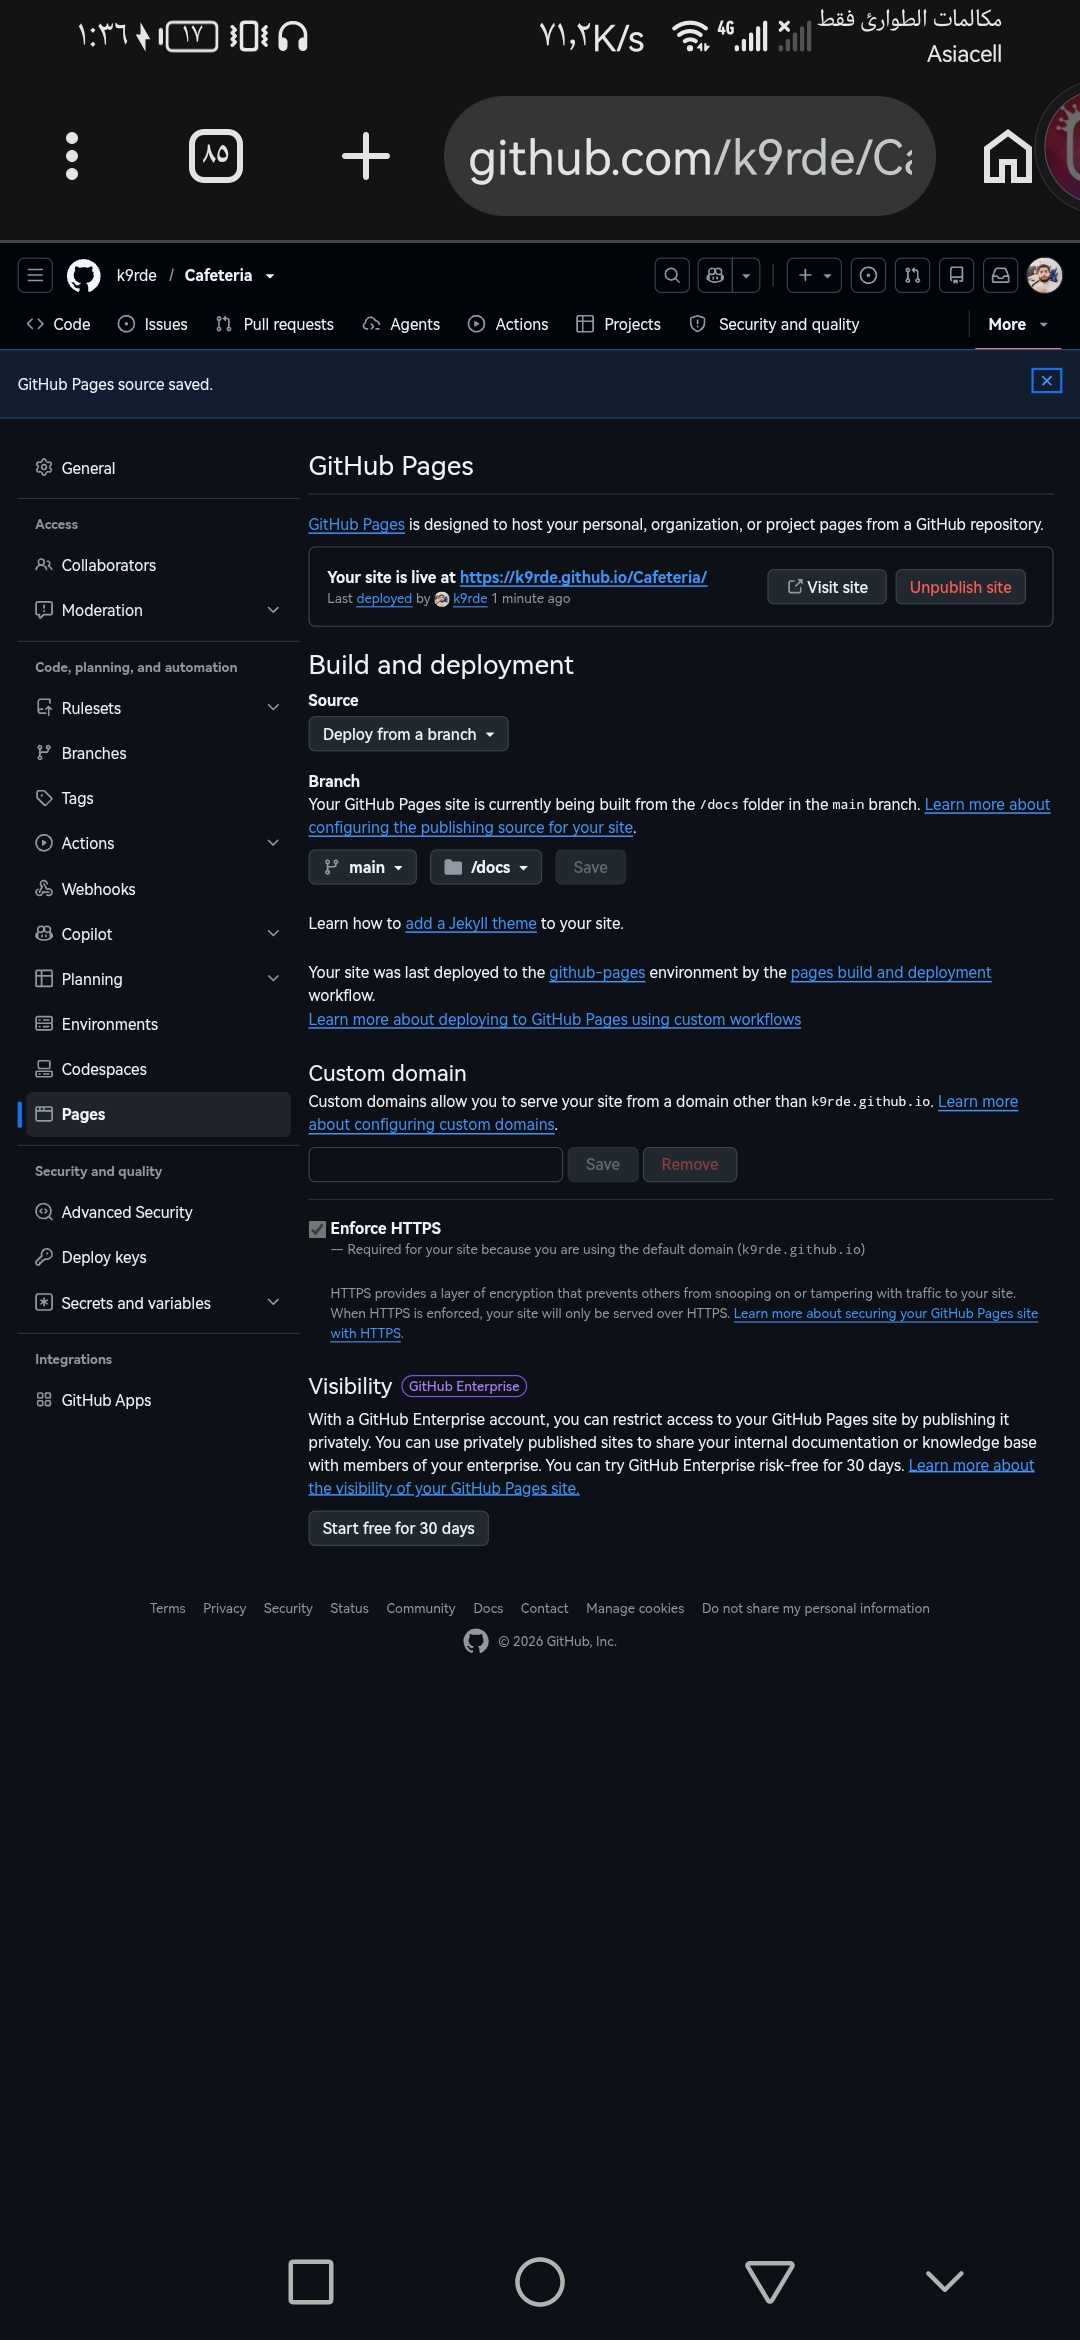 ١:٣٦
١٧
٧١,٢K/s
4G
مكالمات الطوارئ فقط
Asiacell
٨٥
github.com/k9rde/Ca
k9rde / Cafeteria
Code
Issues
Pull requests
Agents
Actions
Projects
Security and quality
More
GitHub Pages source saved.
General
Access
Collaborators
Moderation
Code, planning, and automation
Rulesets
Branches
Tags
Actions
Webhooks
Copilot
Planning
Environments
Codespaces
Pages
Security and quality
Advanced Security
Deploy keys
Secrets and variables
Integrations
GitHub Apps
GitHub Pages
GitHub Pages is designed to host your personal, organization, or project pages from a GitHub repository.
Your site is live at https://k9rde.github.io/Cafeteria/
Last deployed by k9rde 1 minute ago
Visit site
Unpublish site
Build and deployment
Source
Deploy from a branch
Branch
Your GitHub Pages site is currently being built from the /docs folder in the main branch. Learn more about
configuring the publishing source for your site.
main
/docs
Save
Learn how to add a Jekyll theme to your site.
Your site was last deployed to the github-pages environment by the pages build and deployment
workflow.
Learn more about deploying to GitHub Pages using custom workflows
Custom domain
Custom domains allow you to serve your site from a domain other than k9rde.github.io. Learn more
about configuring custom domains.
Save
Remove
Enforce HTTPS
— Required for your site because you are using the default domain (k9rde.github.io)
HTTPS provides a layer of encryption that prevents others from snooping on or tampering with traffic to your site.
When HTTPS is enforced, your site will only be served over HTTPS. Learn more about securing your GitHub Pages site
with HTTPS.
Visibility
GitHub Enterprise
With a GitHub Enterprise account, you can restrict access to your GitHub Pages site by publishing it
privately. You can use privately published sites to share your internal documentation or knowledge base
with members of your enterprise. You can try GitHub Enterprise risk-free for 30 days. Learn more about
the visibility of your GitHub Pages site.
Start free for 30 days
Terms
Privacy
Security
Status
Community
Docs
Contact
Manage cookies
Do not share my personal information
© 2026 GitHub, Inc.